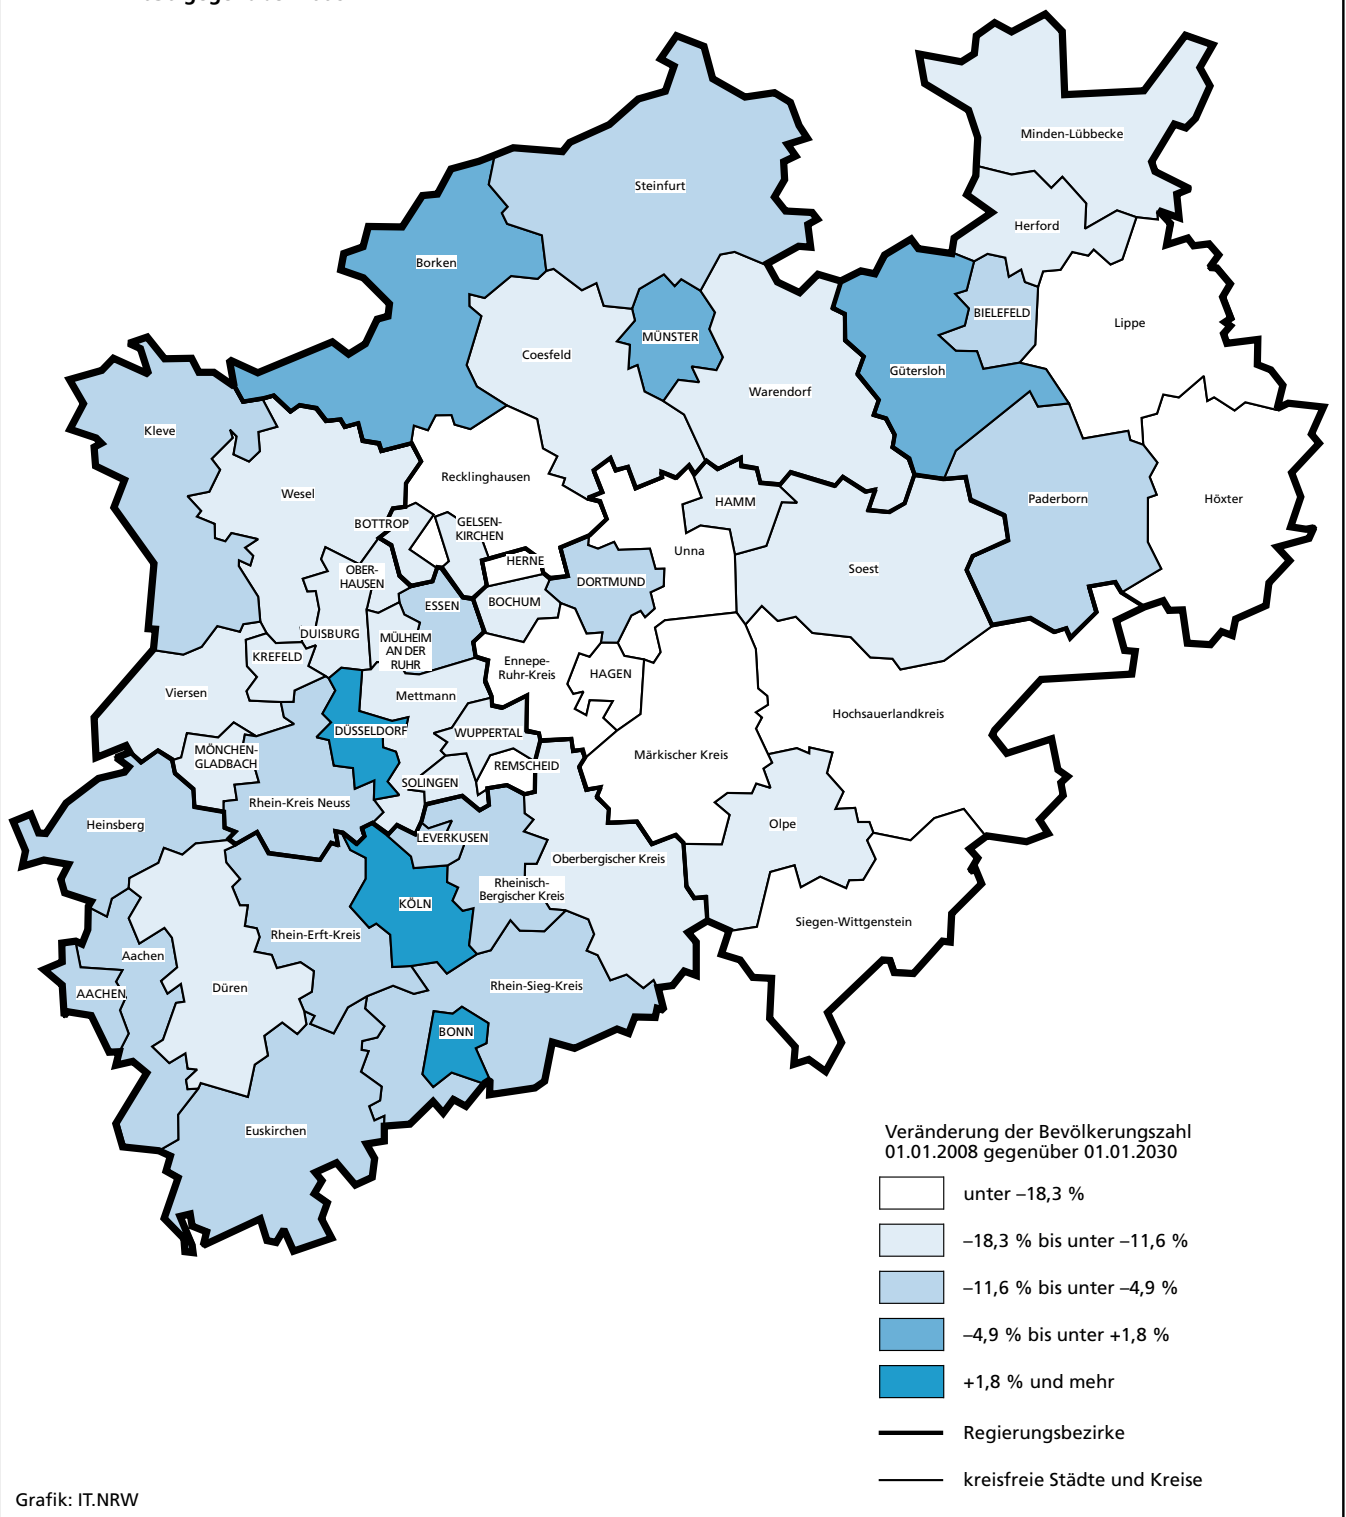 Minden-Lübbecke
Steinfurt
Herford
Borken
BIELEFELD
Lippe
MÜNSTER
Coesfeld
Gütersloh
Warendorf
Kleve
Recklinghausen
Wesel
Paderborn
Höxter
HAMM
BOTTROP
GELSEN-
KIRCHEN
Unna
HERNE
Soest
OBER-
HAUSEN
DORTMUND
ESSEN
BOCHUM
DUISBURG
MÜLHEIM
AN DER
RUHR
KREFELD
Ennepe-
Ruhr-Kreis
HAGEN
Viersen
Mettmann
Hochsauerlandkreis
DÜSSELDORF
WUPPERTAL
MÖNCHEN-
GLADBACH
Märkischer Kreis
REMSCHEID
SOLINGEN
Rhein-Kreis Neuss
Heinsberg
Olpe
LEVERKUSEN
Oberbergischer Kreis
Rheinisch-
Bergischer Kreis
KÖLN
Siegen-Wittgenstein
Rhein-Erft-Kreis
Aachen
Düren
AACHEN
Rhein-Sieg-Kreis
BONN
Euskirchen
Veränderung der Bevölkerungszahl
01.01.2008 gegenüber 01.01.2030
unter –18,3 %
–18,3 % bis unter –11,6 %
–11,6 % bis unter –4,9 %
–4,9 % bis unter +1,8 %
+1,8 % und mehr
Regierungsbezirke
kreisfreie Städte und Kreise
Grafik: IT.NRW